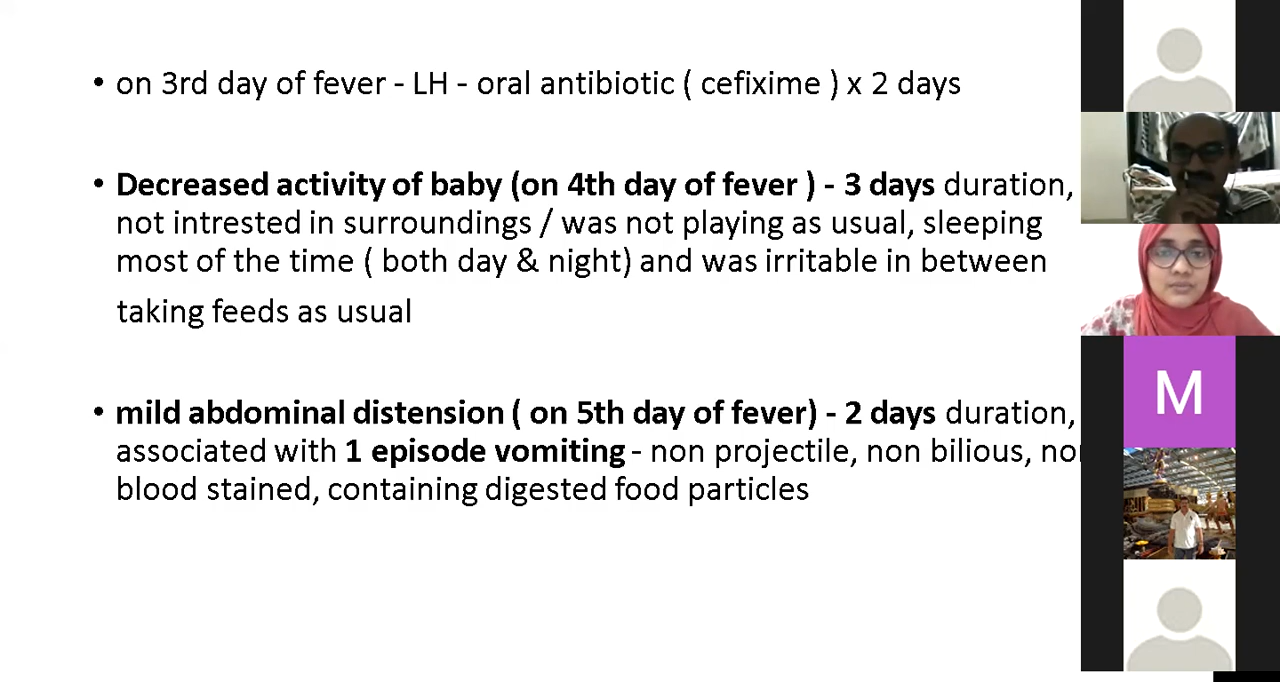 • on 3rd day of fever - LH - oral antibiotic ( cefixime ) x 2 days
• Decreased activity of baby (on 4th day of fever ) - 3 days duration,
not intrested in surroundings / was not playing as usual, sleeping
most of the time ( both day & night) and was irritable in between
taking feeds as usual
• mild abdominal distension ( on 5th day of fever) - 2 days duration,
associated with 1 episode vomiting - non projectile, non bilious,
blood stained, containing digested food particles
M